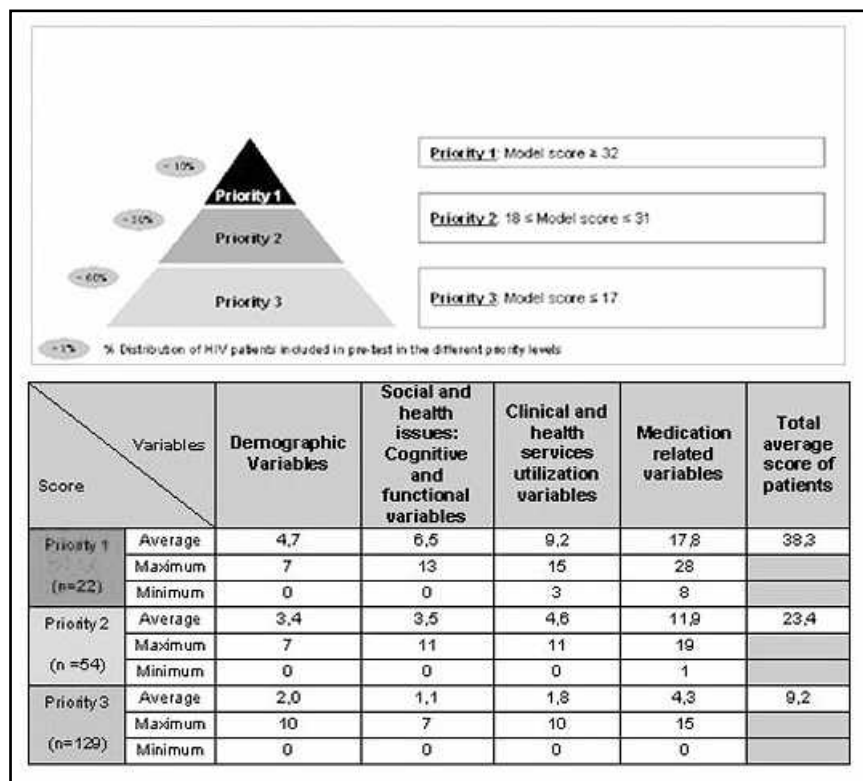 ~ 10%
Priority 1
Priority 1: Model score ≥ 32
~ 30%
Priority 2
Priority 2: 18 ≤ Model score ≤ 31
~ 60%
Priority 3
Priority 3: Model score ≤ 17
% Distribution of HIV patients included in pre-test in the different priority levels
Variables
Score
Demographic
Variables
Social and
health
issues:
Cognitive
and
functional
variables
Clinical and
health
services
utilization
variables
Medication
related
variables
Total
average
score of
patients
Priority 1
(n=22)
Average 4,7 6,5 9,2 17,8 38,3
Maximum 7 13 15 28
Minimum 0 0 3 8
Priority 2
(n =54)
Average 3,4 3,5 4,6 11,9 23,4
Maximum 7 11 11 19
Minimum 0 0 0 1
Priority 3
(n=129)
Average 2,0 1,1 1,8 4,3 9,2
Maximum 10 7 10 15
Minimum 0 0 0 0